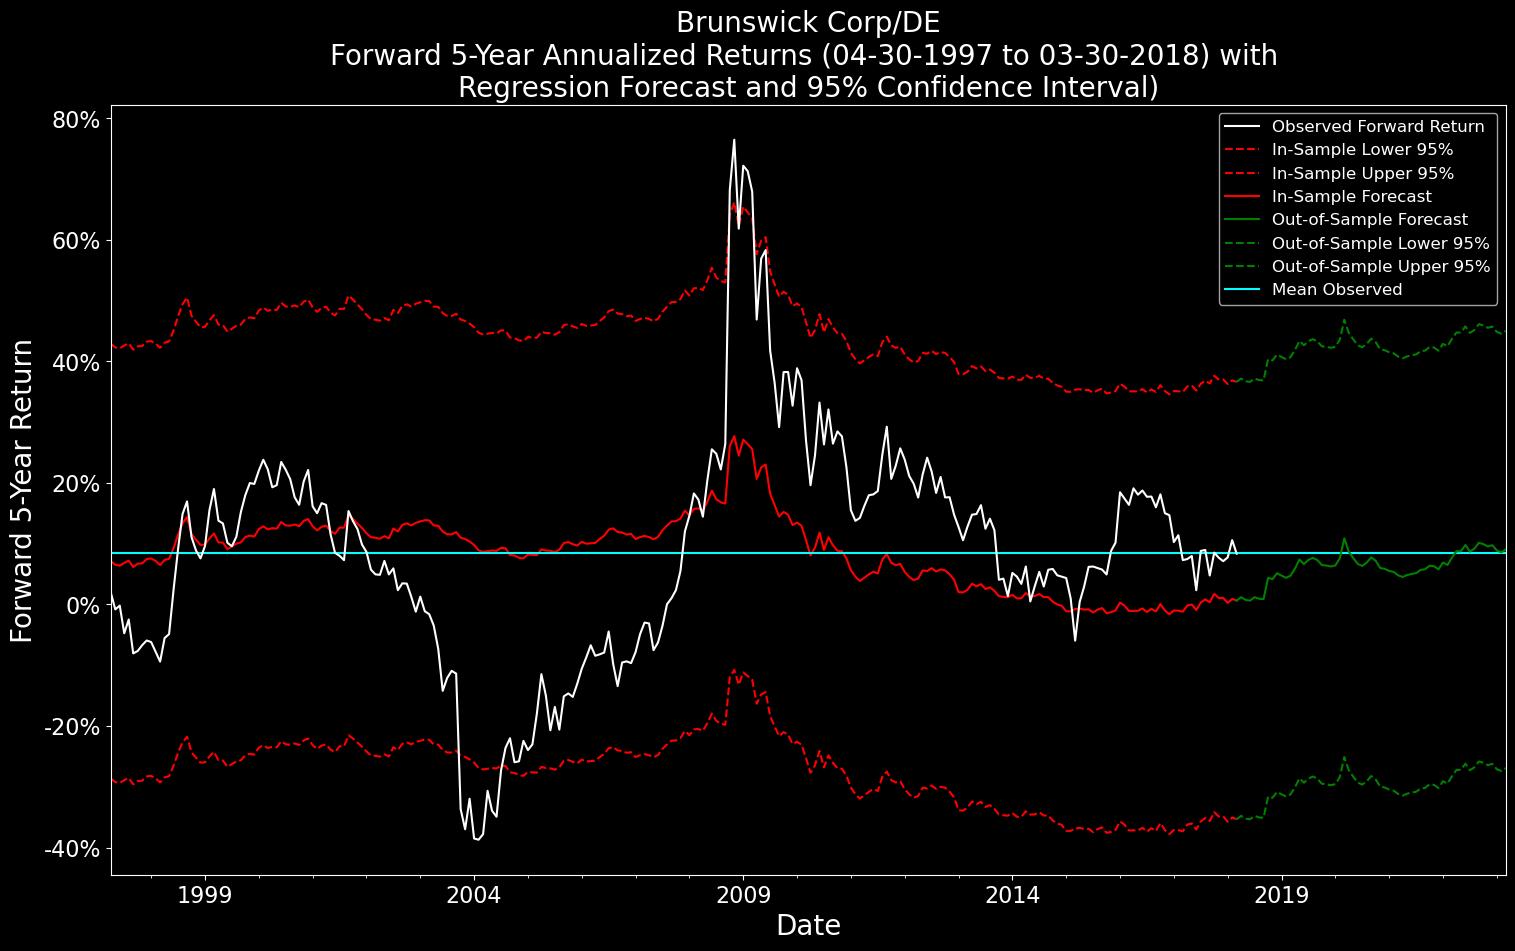 Brunswick Corp/DE
Forward 5-Year Annualized Returns (04-30-1997 to 03-30-2018) with
Regression Forecast and 95% Confidence Interval)
Observed Forward Return
In-Sample Lower 95%
In-Sample Upper 95%
In-Sample Forecast
Out-of-Sample Forecast
Out-of-Sample Lower 95%
Out-of-Sample Upper 95%
Mean Observed
Forward 5-Year Return
80%
60%
40%
20%
0%
-20%
-40%
1999
2004
2009
2014
2019
Date